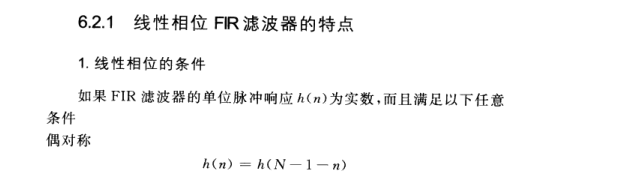 6.2.1 线性相位 FIR 滤波器的特点
1. 线性相位的条件
如果 FIR 滤波器的单位脉冲响应 h(n)为实数,而且满足以下任意
条件
偶对称
h(n) = h(N－1－n)